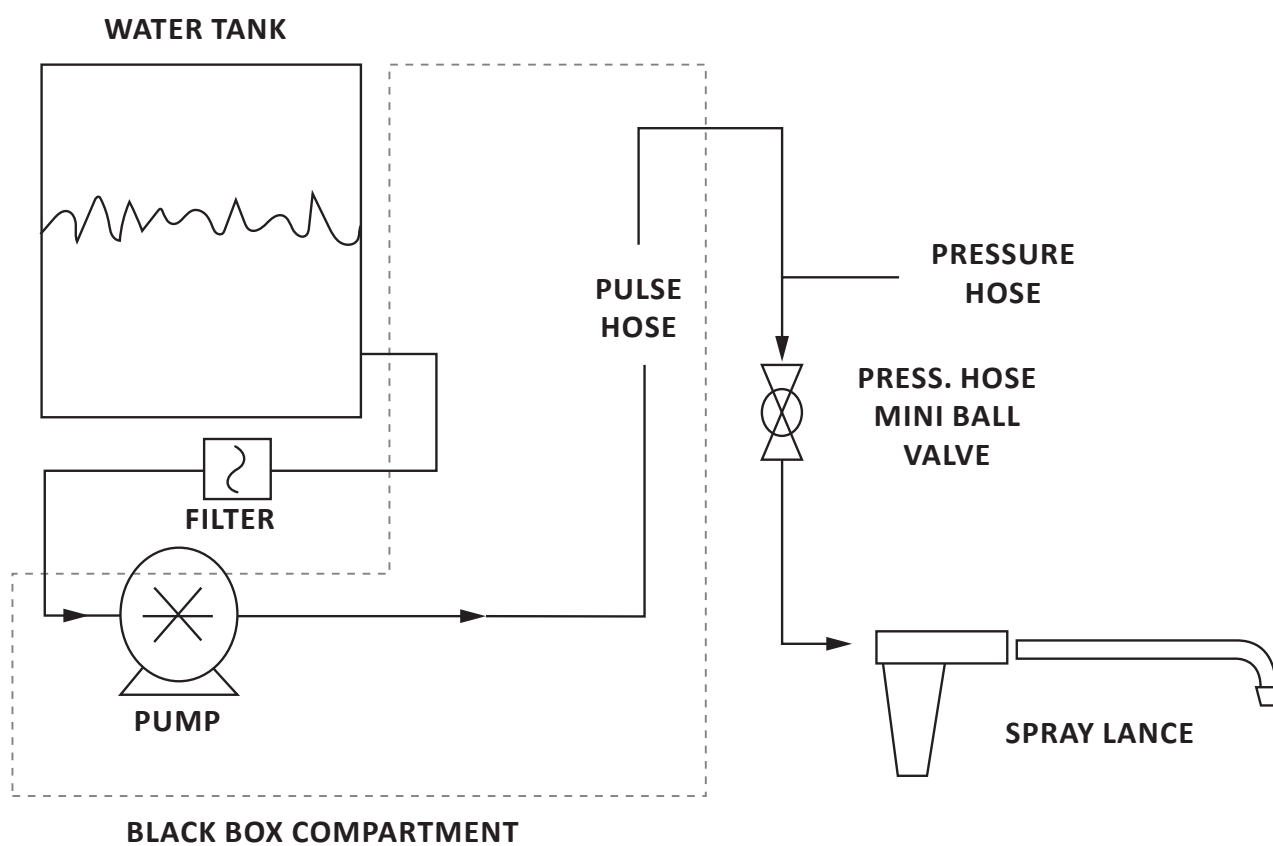 WATER TANK
PULSE
HOSE
PRESSURE
HOSE
PRESS. HOSE
MINI BALL
VALVE
FILTER
PUMP
SPRAY LANCE
BLACK BOX COMPARTMENT